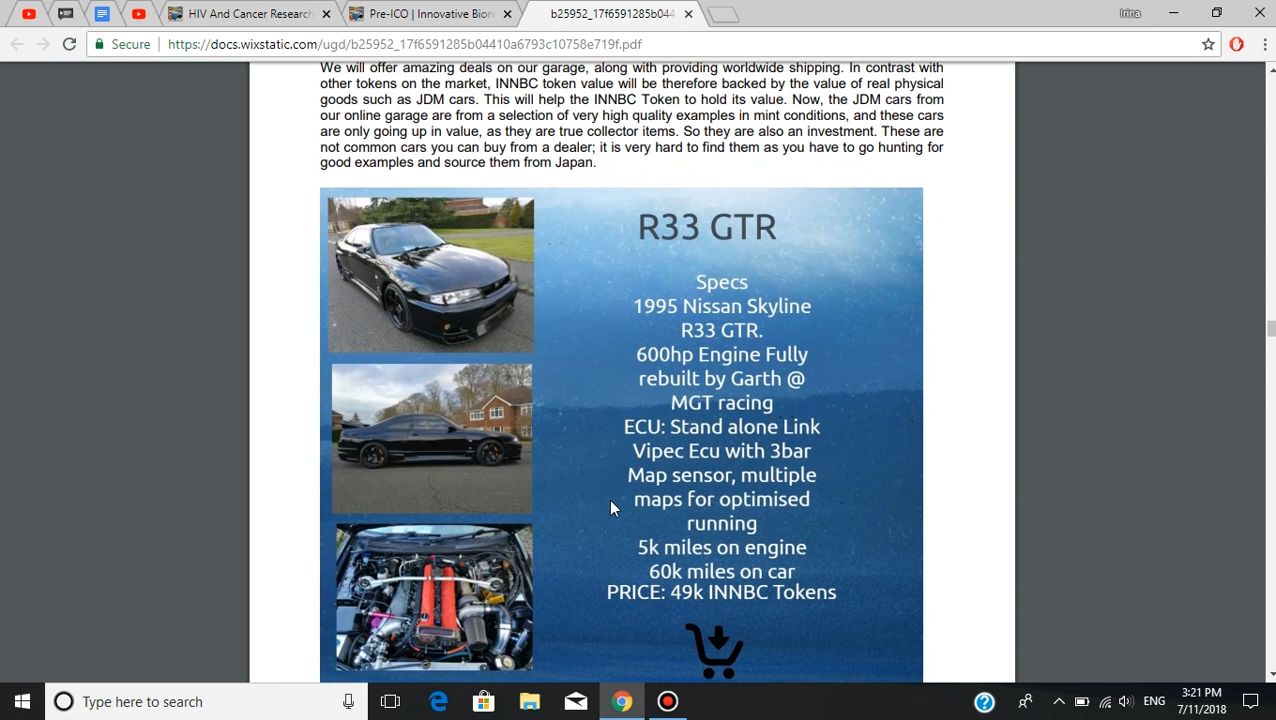 HIV And Cancer Research
Pre-ICO | Innovative Biore
b25952_17f6591285b044
Irina
Secure
https://docs.wixstatic.com/ugd/b25952_17f6591285b04410a6793c10758e719f.pdf
We will offer amazing deals on our garage, along with providing worldwide shipping. In contrast with
other tokens on the market, INNBC token value will be therefore backed by the value of real physical
goods such as JDM cars. This will help the INNBC Token to hold its value. Now, the JDM cars from
our online garage are from a selection of very high quality examples in mint conditions, and these cars
are only going up in value, as they are true collector items. So they are also an investment. These are
not common cars you can buy from a dealer; it is very hard to find them as you have to go hunting for
good examples and source them from Japan.
R33 GTR
Specs
1995 Nissan Skyline
R33 GTR.
600hp Engine Fully
rebuilt by Garth @
MGT racing
ECU: Stand alone Link
Vipec Ecu with 3bar
Map sensor, multiple
maps for optimised
running
5k miles on engine
60k miles on car
PRICE: 49k INNBC Tokens
Type here to search
ENG
3:21 PM
7/11/2018